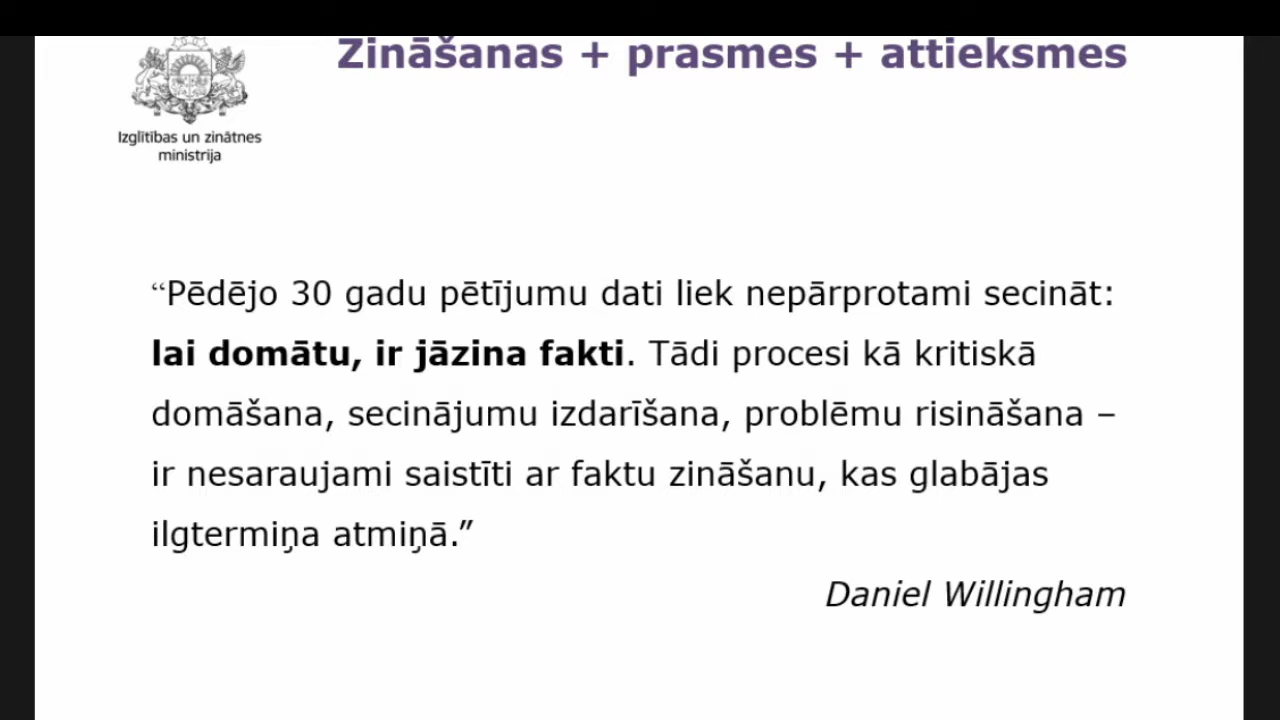 Zināšanas + prasmes + attieksmes
Izglītības un zinātnes
ministrija
“Pēdējo 30 gadu pētījumu dati liek nepārprotami secināt:
lai domātu, ir jāzina fakti. Tādi procesi kā kritiskā
domāšana, secinājumu izdarīšana, problēmu risināšana –
ir nesaraujami saistīti ar faktu zināšanu, kas glabājas
ilgtermiņa atmiņā.”
Daniel Willingham